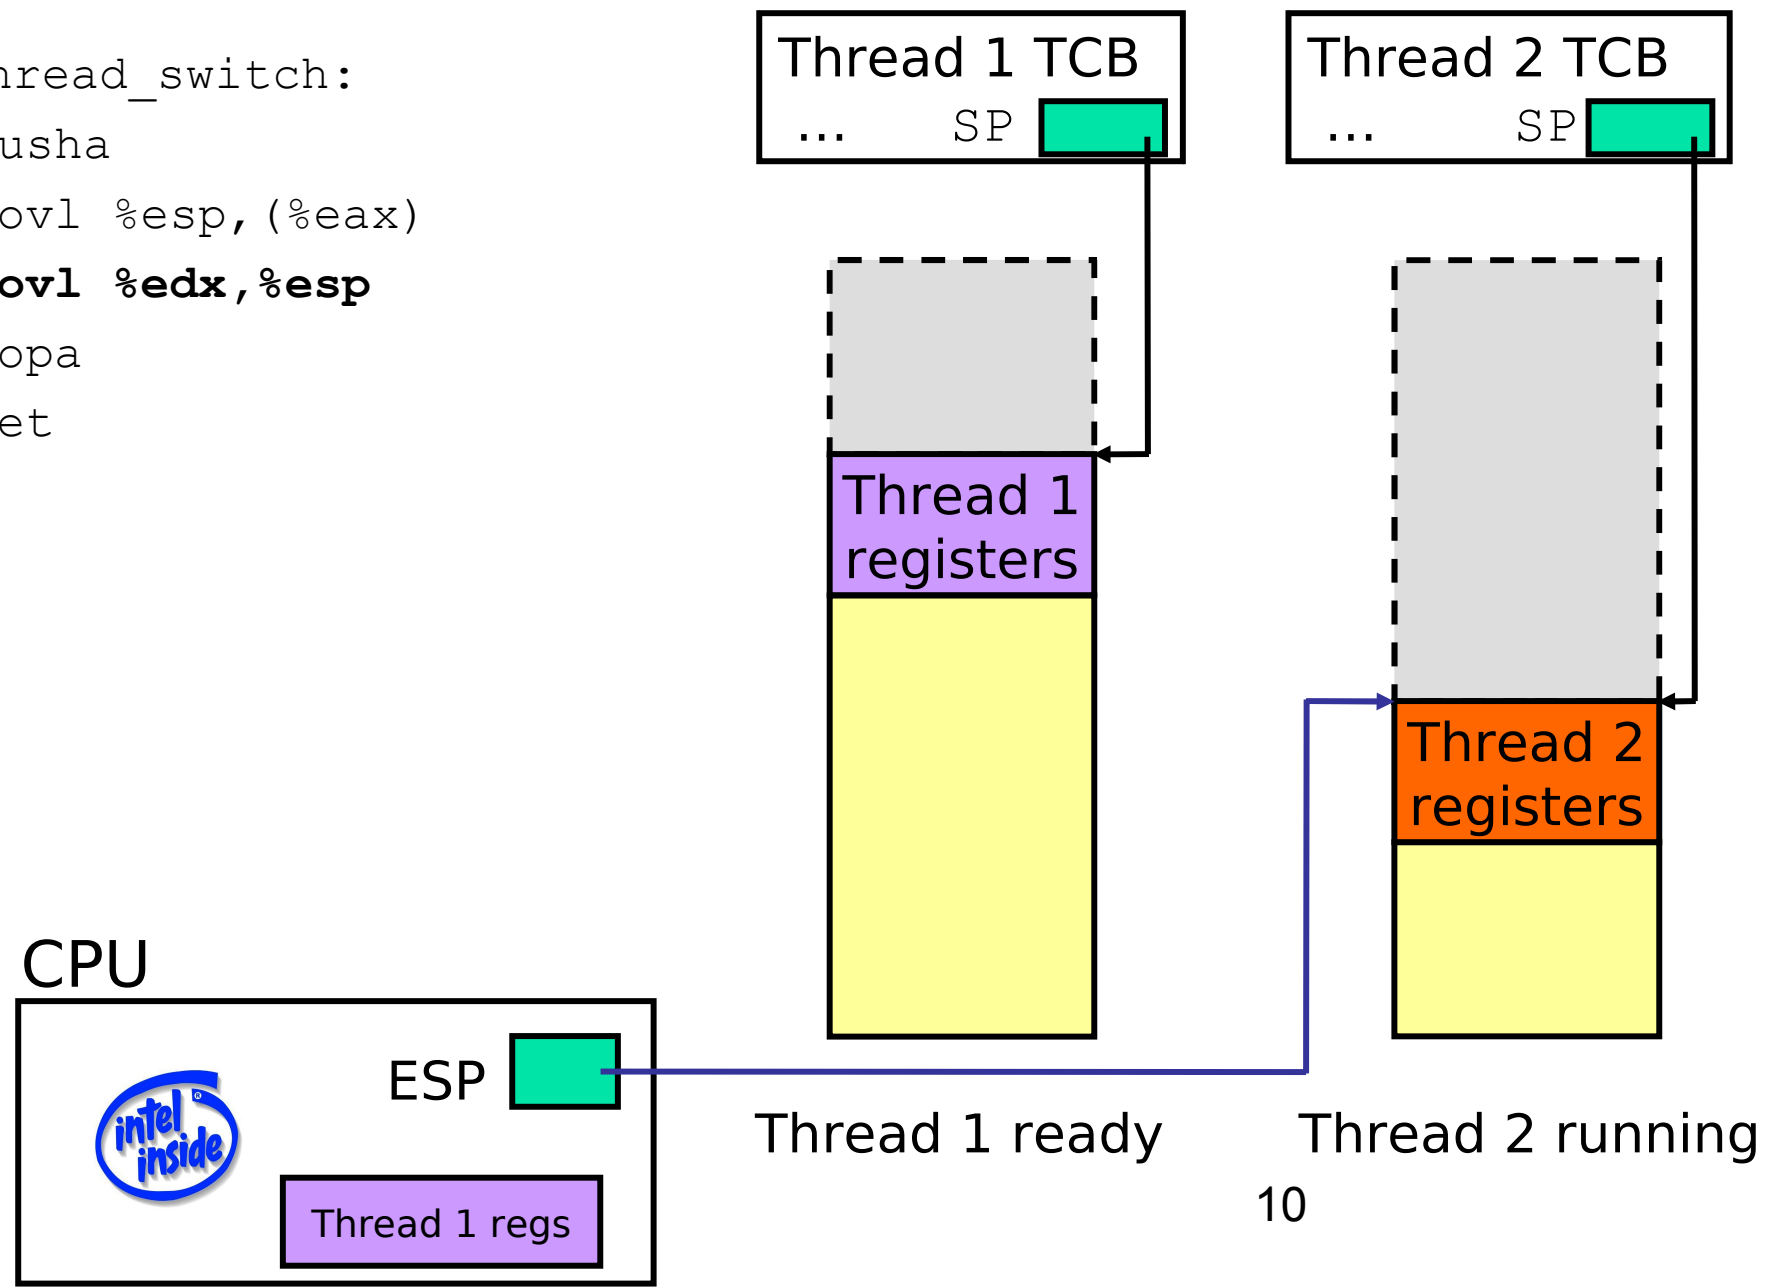 hread_switch:
usha
ovl %esp,(%eax)
ovl %edx,%esp
opa
et
Thread 1 TCB
... SP
Thread 2 TCB
... SP
Thread 1
registers
Thread 2
registers
CPU
ESP
intel
inside
®
Thread 1 regs
Thread 1 ready
Thread 2 running
10